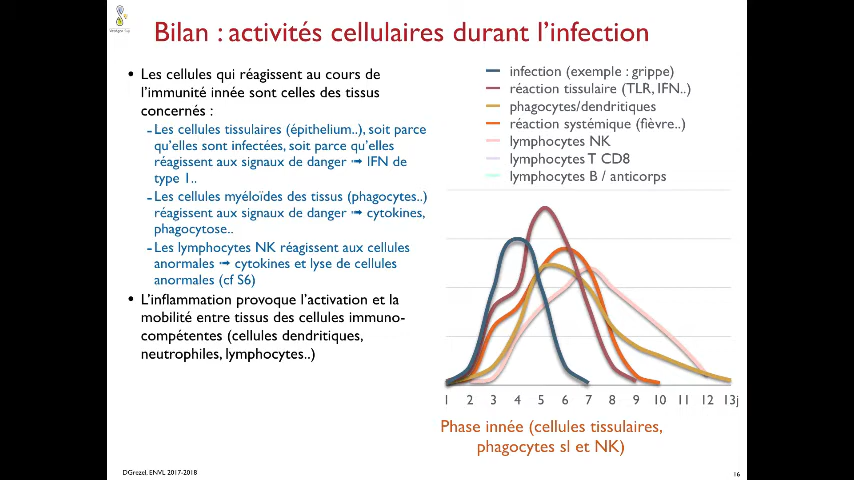 Bilan : activités cellulaires durant l’infection
• Les cellules qui réagissent au cours de
l’immunité innée sont celles des tissus
concernés :
- Les cellules tissulaires (épithelium..), soit parce
qu’elles sont infectées, soit parce qu’elles
réagissent aux signaux de danger ➞ IFN de
type 1..
- Les cellules myéloïdes des tissus (phagocytes..)
réagissent aux signaux de danger ➞ cytokines,
phagocytose..
- Les lymphocytes NK réagissent aux cellules
anormales ➞ cytokines et lyse de cellules
anormales (cf S6)
• L’inflammation provoque l’activation et la
mobilité entre tissus des cellules immuno-
compétentes (cellules dendritiques,
neutrophiles, lymphocytes..)
infection (exemple : grippe)
réaction tissulaire (TLR, IFN..)
phagocytes/dendritiques
réaction systémique (fièvre..)
lymphocytes NK
lymphocytes T CD8
lymphocytes B / anticorps
1 2 3 4 5 6 7 8 9 10 11 12 13j
Phase innée (cellules tissulaires,
phagocytes sl et NK)
DGrezel, ENVL 2017-2018
16